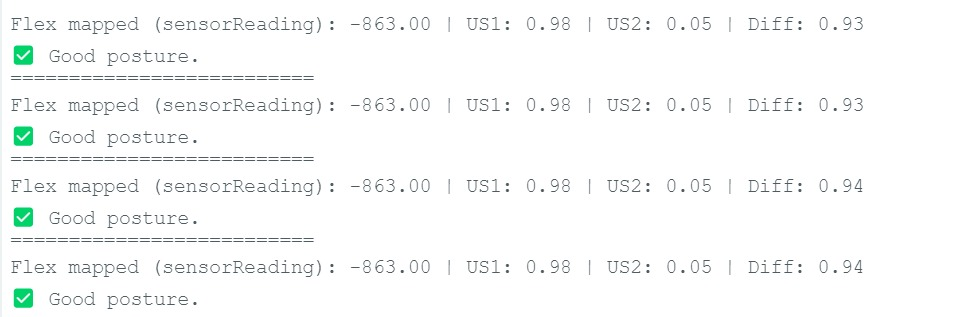 Flex mapped (sensorReading): -863.00 | US1: 0.98 | US2: 0.05 | Diff: 0.93
✅ Good posture.
==========================
Flex mapped (sensorReading): -863.00 | US1: 0.98 | US2: 0.05 | Diff: 0.93
✅ Good posture.
==========================
Flex mapped (sensorReading): -863.00 | US1: 0.98 | US2: 0.05 | Diff: 0.94
✅ Good posture.
==========================
Flex mapped (sensorReading): -863.00 | US1: 0.98 | US2: 0.05 | Diff: 0.94
✅ Good posture.